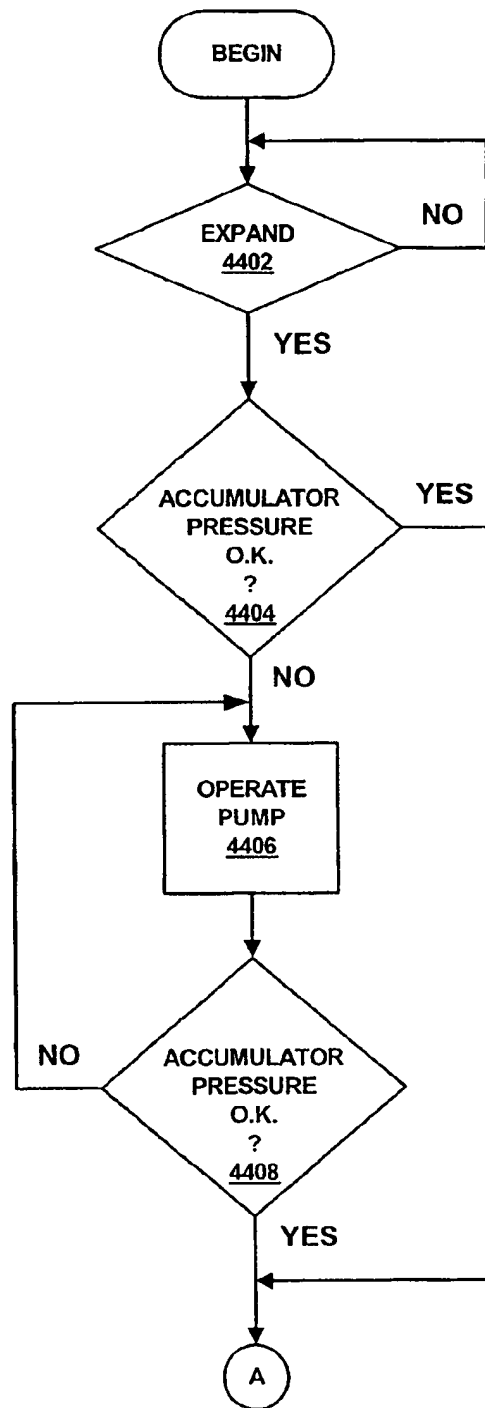 BEGIN
EXPAND
4402
NO
YES
ACCUMULATOR
PRESSURE
O.K.
?
4404
YES
NO
OPERATE
PUMP
4406
NO
ACCUMULATOR
PRESSURE
O.K.
?
4408
YES
A